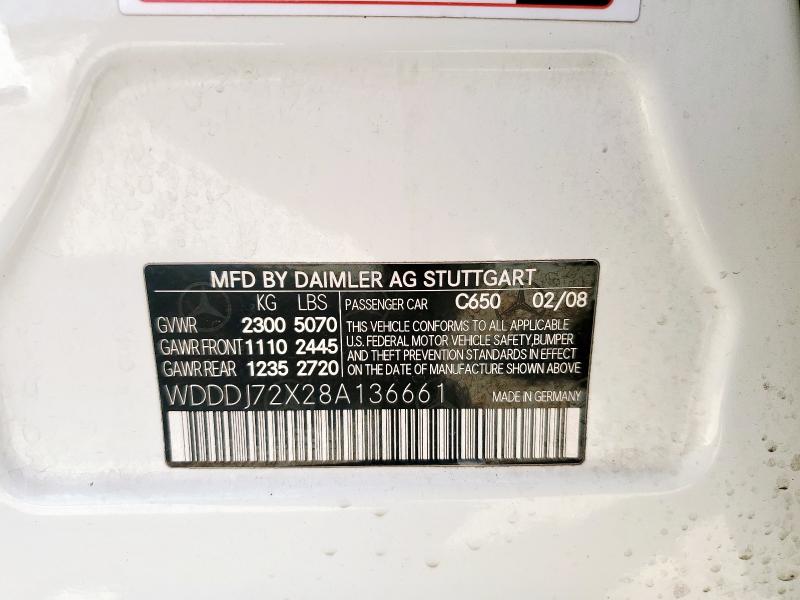 MFD BY DAIMLER AG STUTTGART
KG LBS PASSENGER CAR C650 02/08
GVWR 2300 5070
GAWR FRONT 1110 2445
GAWR REAR 1235 2720
THIS VEHICLE CONFORMS TO ALL APPLICABLE
U.S. FEDERAL MOTOR VEHICLE SAFETY, BUMPER
AND THEFT PREVENTION STANDARDS IN EFFECT
ON THE DATE OF MANUFACTURE SHOWN ABOVE
WDDDJ72X28A136661 MADE IN GERMANY